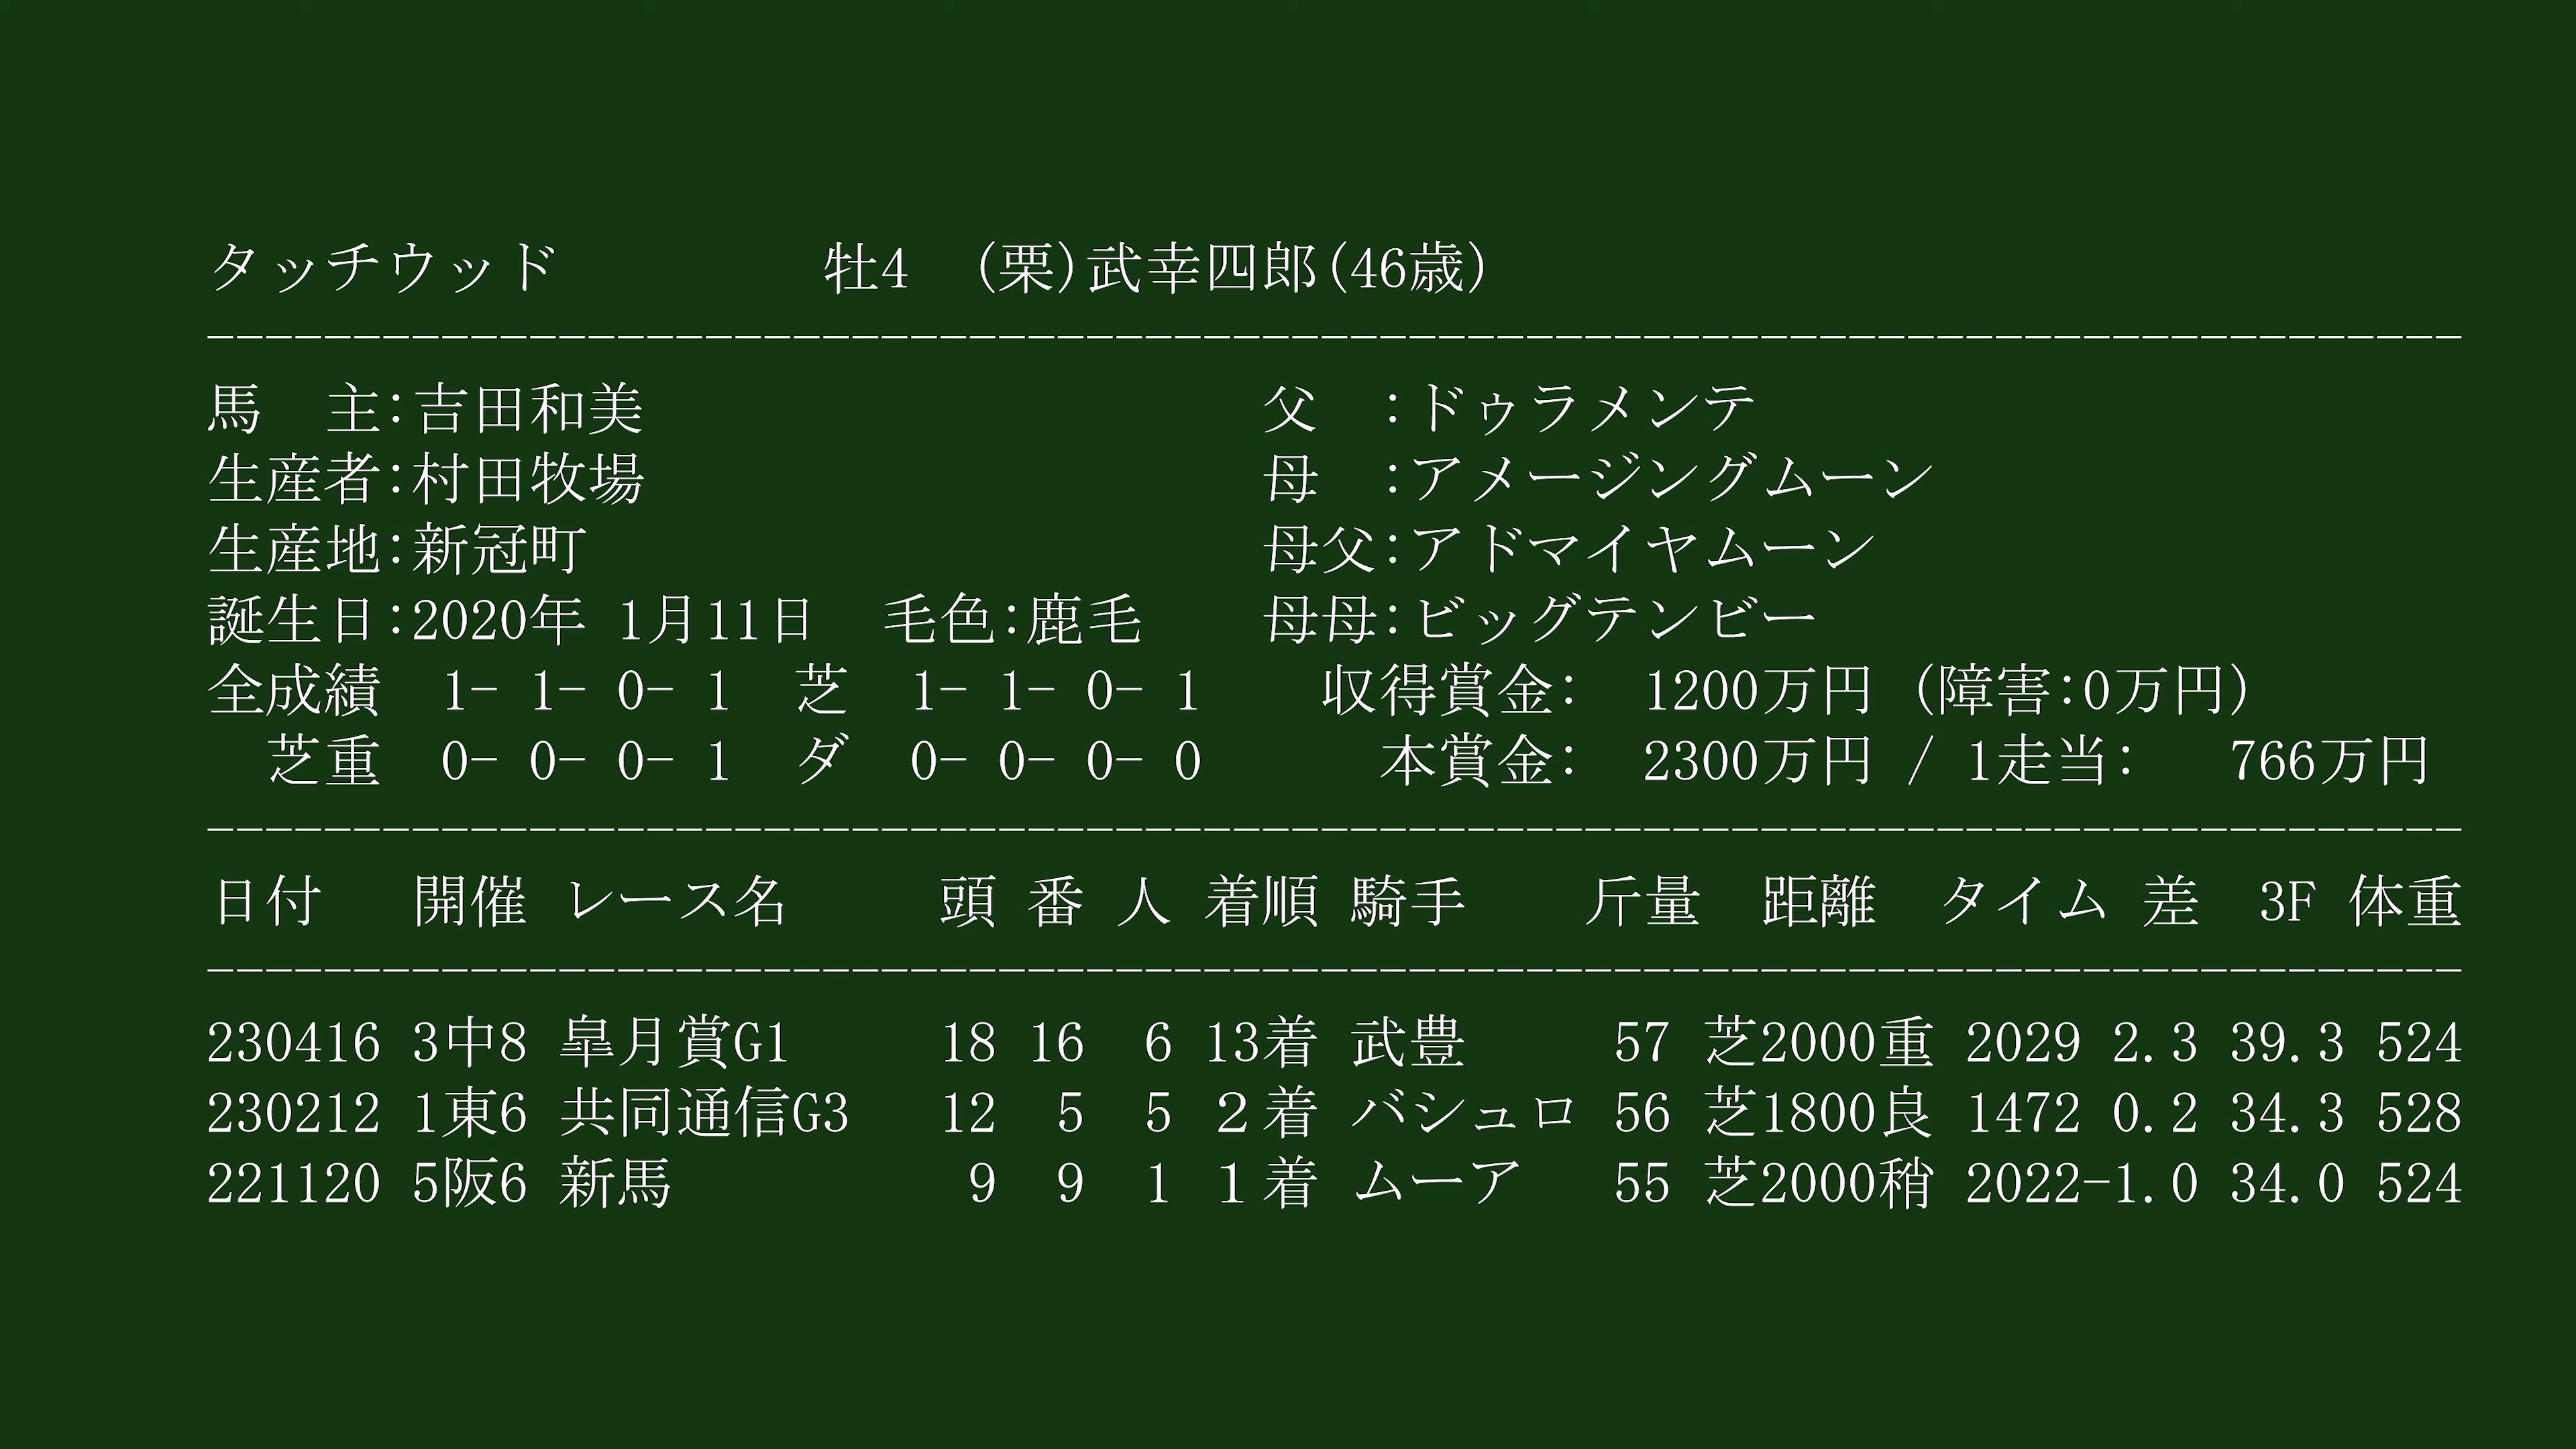 タッチウッド 牡4 (栗)武幸四郎(46歳)
馬 主:吉田和美 父 :ドゥラメンテ
生産者:村田牧場 母 :アメージングムーン
生産地:新冠町 母父:アドマイヤムーン
誕生日:2020年 1月11日 毛色:鹿毛 母母:ビッグテンビー
全成績 1- 1- 0- 1 芝 1- 1- 0- 1 収得賞金: 1200万円 (障害:0万円)
芝重 0- 0- 0- 1 ダ 0- 0- 0- 0 本賞金: 2300万円 / 1走当: 766万円
日付 開催 レース名 頭 番 人 着順 騎手 斤量 距離 タイム 差 3F 体重
230416 3中8 皐月賞G1 18 16 6 13着 武豊 57 芝2000重 2029 2.3 39.3 524
230212 1東6 共同通信G3 12 5 5 2着 バシュロ 56 芝1800良 1472 0.2 34.3 528
221120 5阪6 新馬 9 9 1 1着 ムーア 55 芝2000稍 2022-1.0 34.0 524